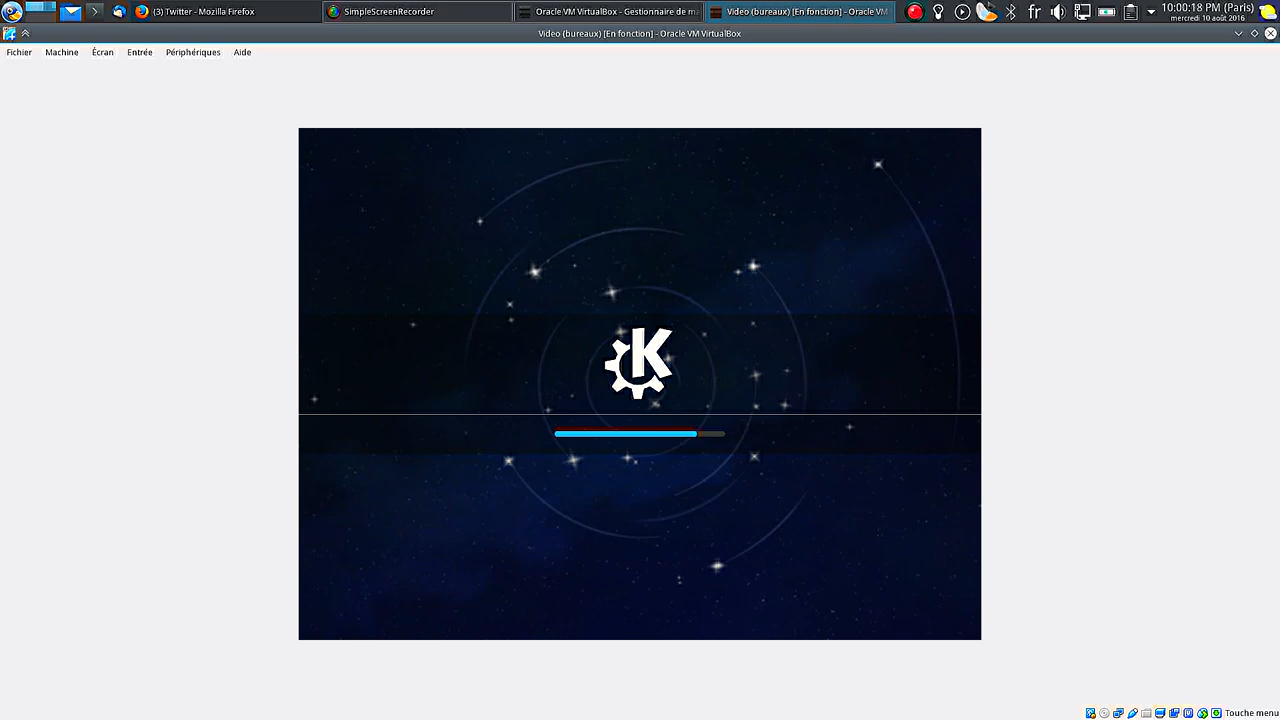 (3) Twitter - Mozilla Firefox
SimpleScreenRecorder
Oracle VM VirtualBox - Gestionnaire de m
Video (bureaux) [En fonction] - Oracle VM
fr
10:00:18 PM (Paris)
mercredi 10 août 2016
Video (bureaux) [En fonction] - Oracle VM VirtualBox
Fichier Machine Écran Entrée Périphériques Aide
K
Touche menu